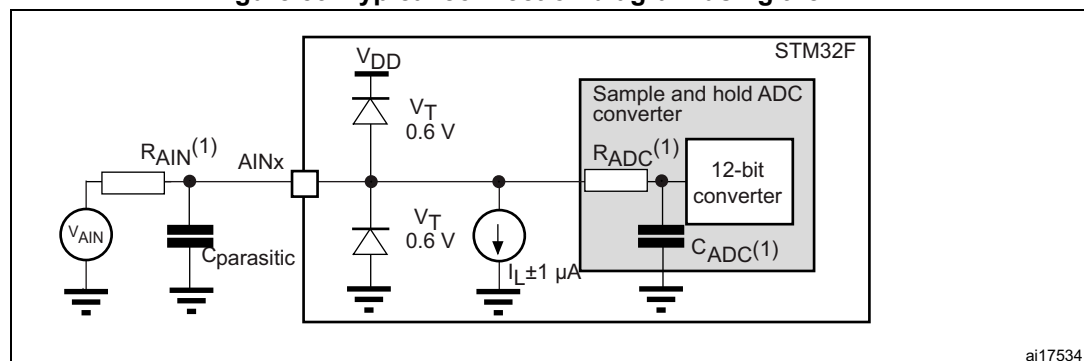 STM32F
VDD
VT
0.6 V
Sample and hold ADC
converter
RAIN(1)
AINx
RADC(1)
12-bit
converter
VAIN
Cparasitic
VT
0.6 V
IL±1 µA
CADC(1)
ai17534